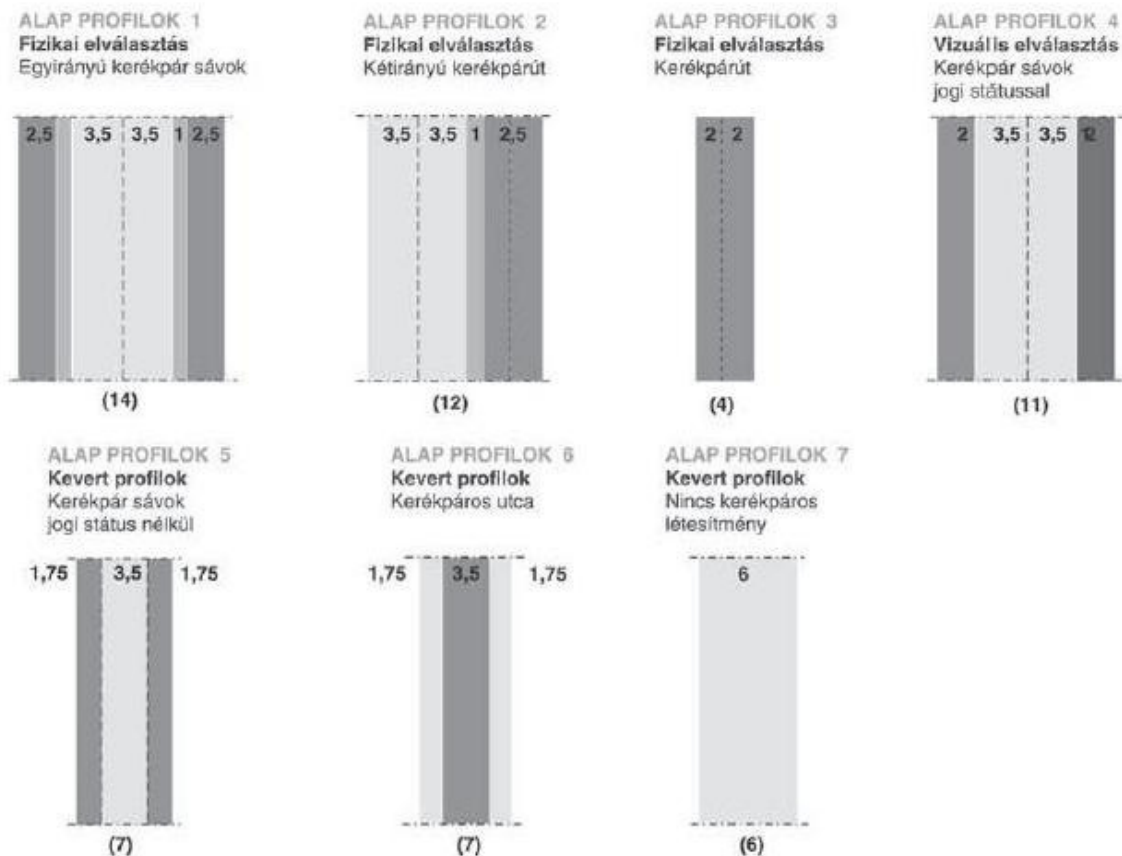 ALAP PROFILOK 1
Fizikai elválasztás
Egyirányú kerékpár sávok
2,5 3,5 3,5 1 2,5
(14)
ALAP PROFILOK 2
Fizikai elválasztás
Kétirányú kerékpárút
3,5 3,5 1 2,5
(12)
ALAP PROFILOK 3
Fizikai elválasztás
Kerékpárút
2 2
(4)
ALAP PROFILOK 4
Vizuális elválasztás
Kerékpár sávok
jogi státussal
2 3,5 3,5
(11)
ALAP PROFILOK 5
Kevert profilok
Kerékpár sávok
jogi státus nélkül
1,75 3,5 1,75
(7)
ALAP PROFILOK 6
Kevert profilok
Kerékpáros utca
1,75 3,5 1,75
(7)
ALAP PROFILOK 7
Kevert profilok
Nincs kerékpáros
létesítmény
6
(6)